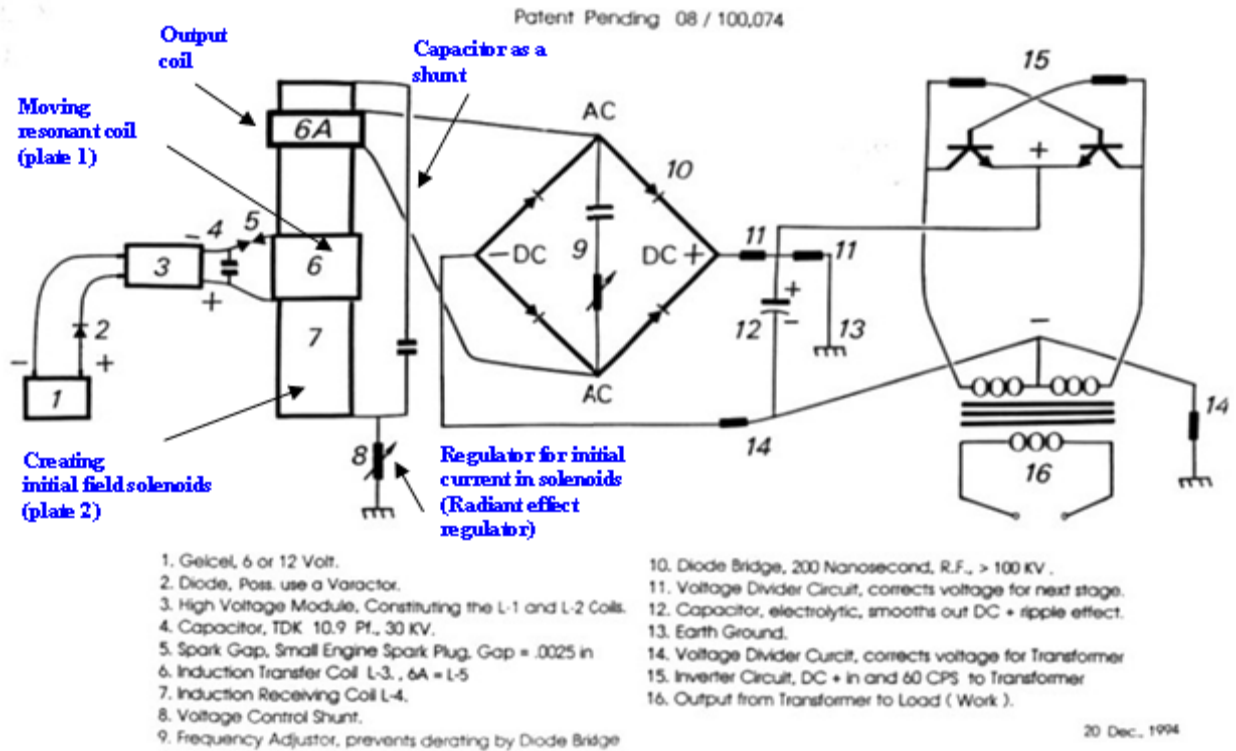 Patent Pending 08 / 100,074
Output
coil
Capacitor as a
shunt
Moving
resonant coil
(plate 1)
6A
AC
10
15
+
4
5
-
3
6
-DC
9
DC+
11
11
+
2
+
7
12
-
13
-
-
+
1
AC
14
14
8
16
Creating
initial field solenoids
(plate 2)
Regulator for initial
current in solenoids
(Radiant effect
regulator)
1. Gelcel, 6 or 12 Volt.
2. Diode, Poss. use a Varactor.
3. High Voltage Module, Constituting the L-1 and L-2 Coils.
4. Capacitor, TDK 10.9 Pf., 30 KV.
5. Spark Gap, Small Engine Spark Plug, Gap = .0025 in
6. Induction Transfer Coil L-3. , 6A = L-5
7. Induction Receiving Coil L-4.
8. Voltage Control Shunt.
9. Frequency Adjustor, prevents derating by Diode Bridge
10. Diode Bridge, 200 Nanosecond, R.F., > 100 KV .
11. Voltage Divider Circuit, corrects voltage for next stage.
12. Capacitor, electrolytic, smooths out DC + ripple effect.
13. Earth Ground.
14. Voltage Divider Curcit, corrects voltage for Transformer
15. Inverter Circuit, DC + in and 60 CPS to Transformer
16. Output from Transformer to Load ( Work ).
20 Dec., 1994